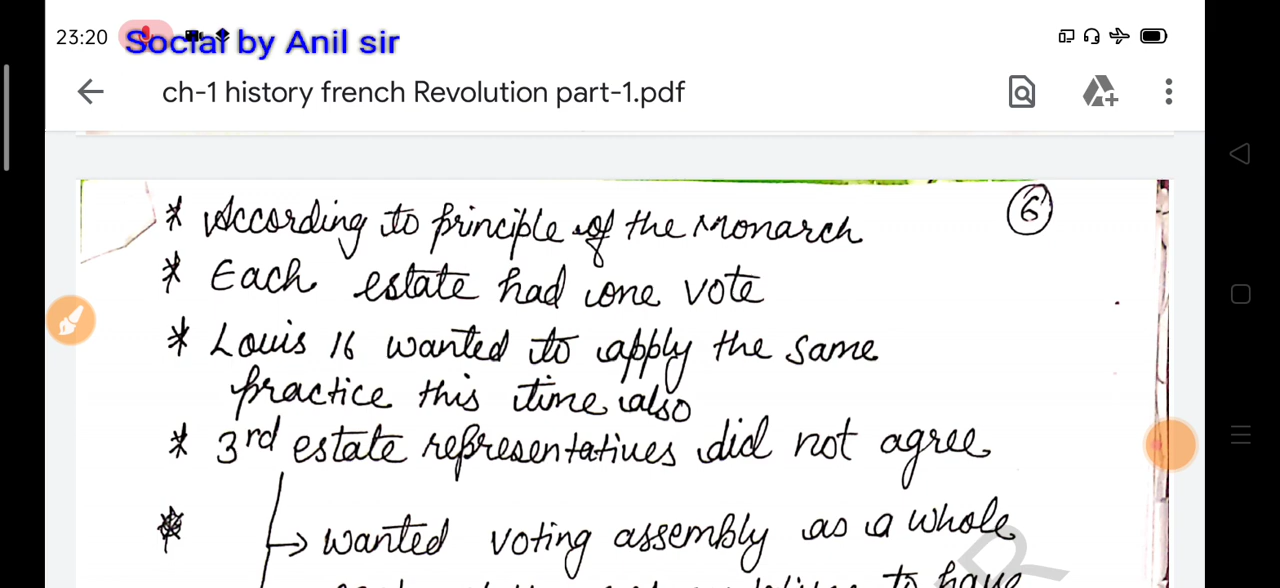 23:20 Social by Anil sir
ch-1 history french Revolution part-1.pdf
* According to principle of the Monarch
6
* Each estate had one vote
* Louis 16 wanted to apply the same
practice this time also
* 3rd estate representatives did not agree
* → wanted voting assembly as a whole
to have
R